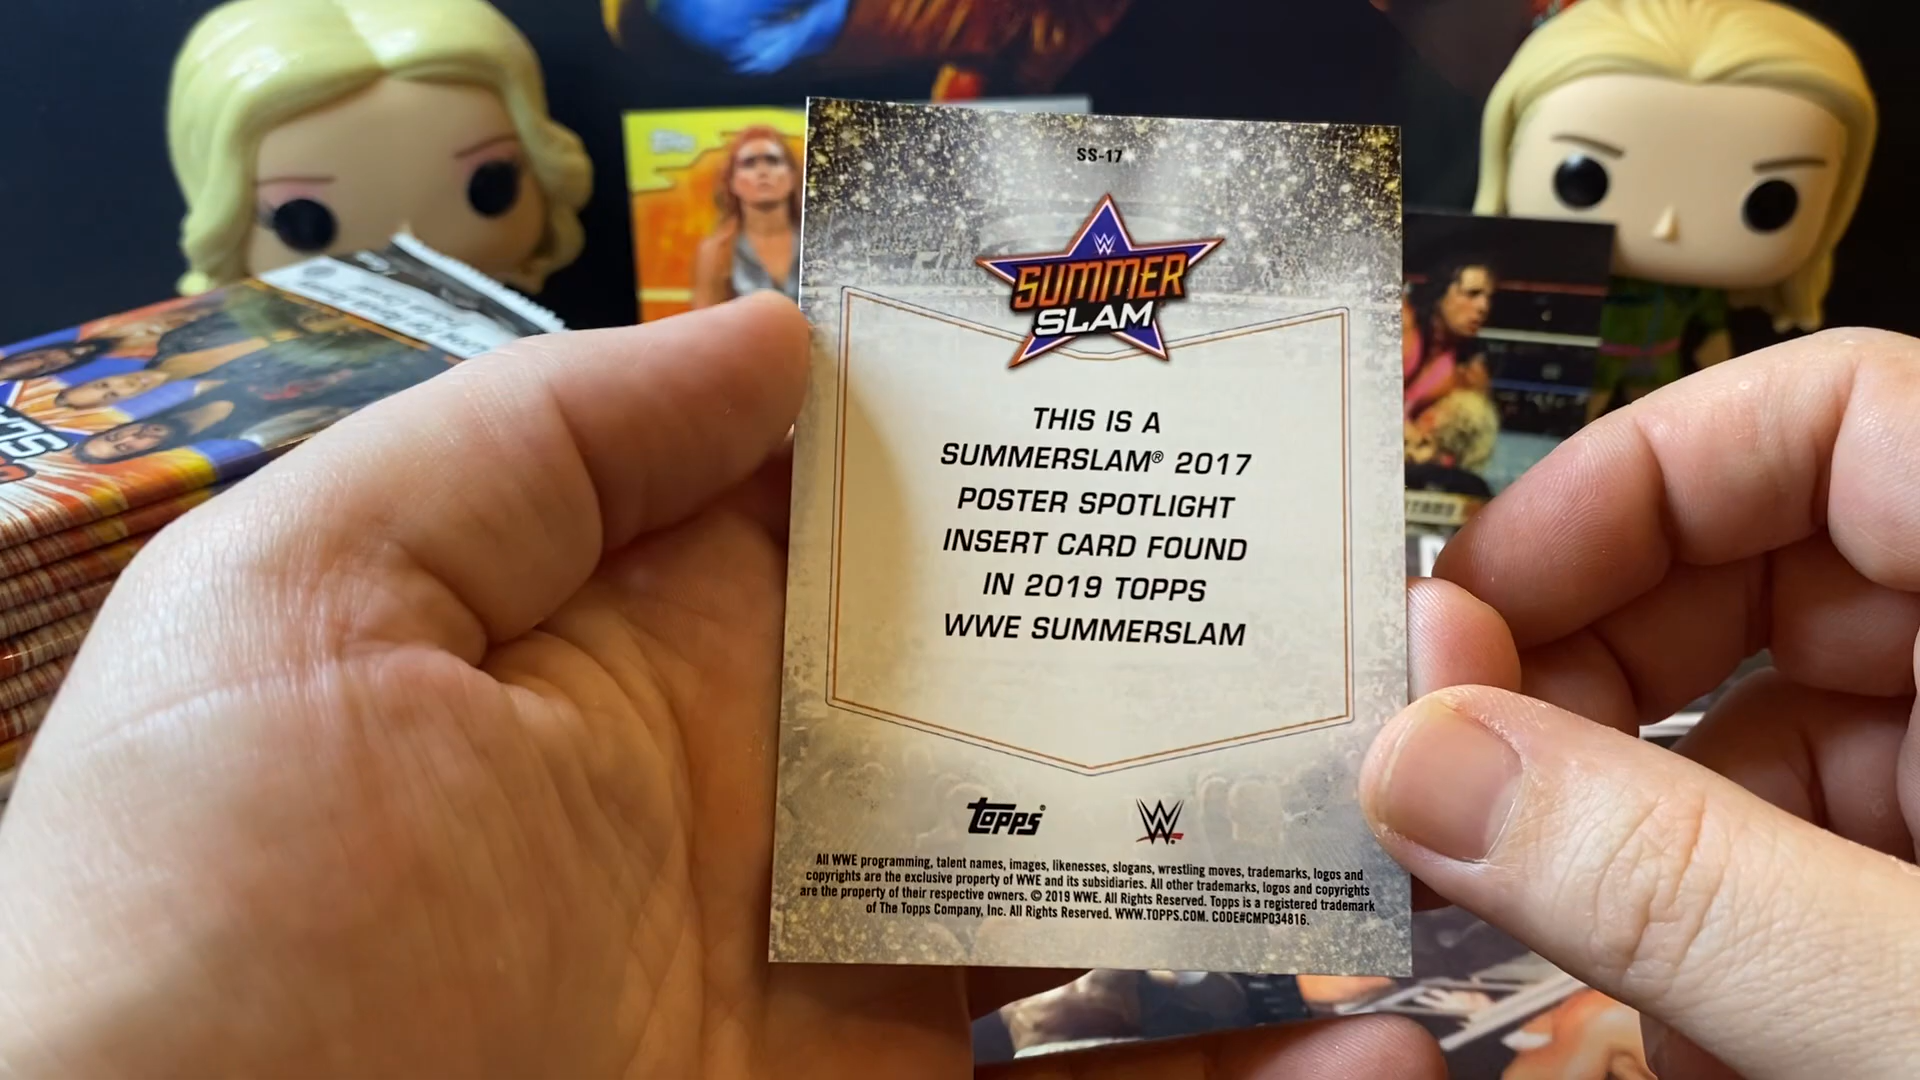 SS-17
W
SUMMER
SLAM
THIS IS A
SUMMERSLAM® 2017
POSTER SPOTLIGHT
INSERT CARD FOUND
IN 2019 TOPPS
WWE SUMMERSLAM
topps®
W
All WWE programming, talent names, images, likenesses, slogans, wrestling moves, trademarks, logos and
copyrights are the exclusive property of WWE and its subsidiaries. All other trademarks, logos and copyrights
are the property of their respective owners. © 2019 WWE. All Rights Reserved. Topps is a registered trademark
of The Topps Company, Inc. All Rights Reserved. WWW.TOPPS.COM. CODE#CMP034816.
topps